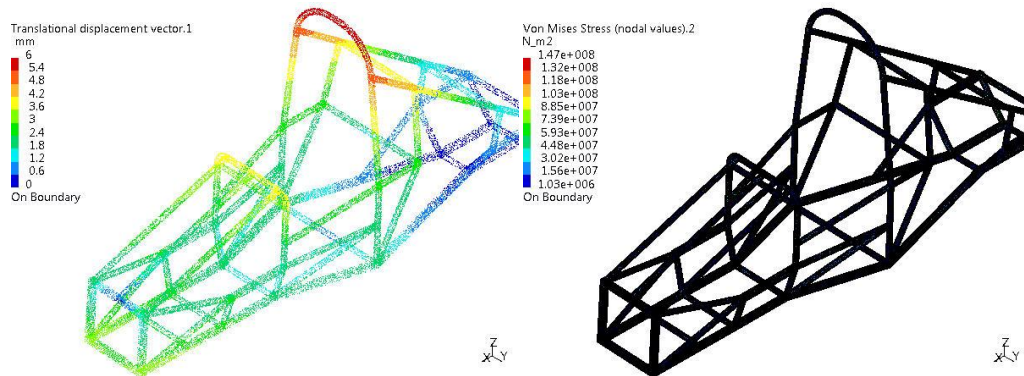 Translational displacement vector.1
mm
6
5.4
4.8
4.2
3.6
2.4
1.8
1.2
0.6
0
On Boundary
Z
X Y
Von Mises Stress (nodal values).2
N_m2
1.47e+008
1.32e+008
1.18e+008
1.03e+008
8.85e+007
7.39e+007
5.93e+007
4.48e+007
3.02e+007
1.56e+007
1.03e+006
On Boundary
Z
X Y